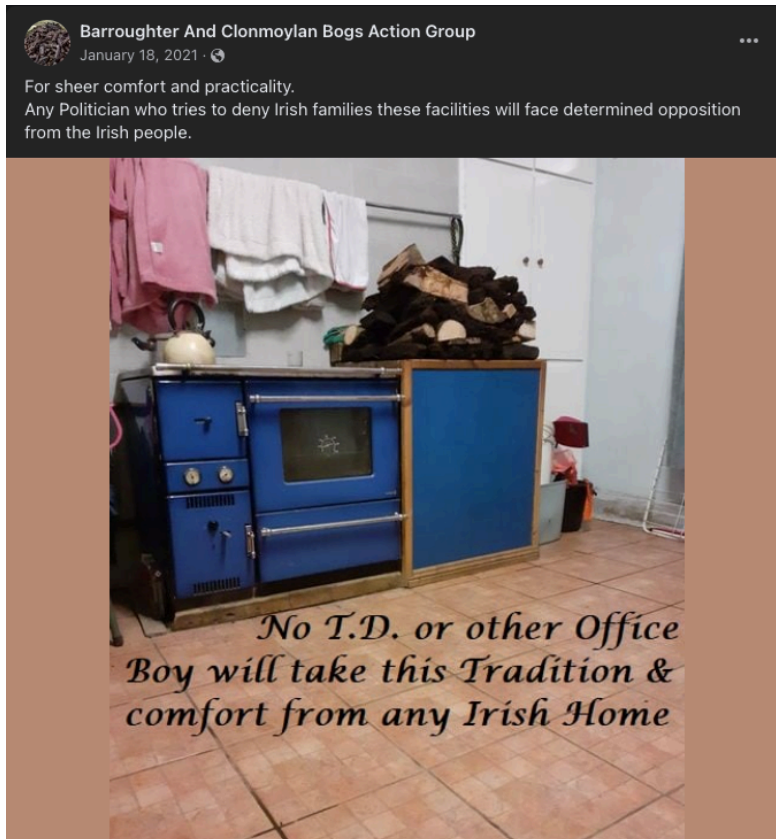 Barroughter And Clonmoylan Bogs Action Group
January 18, 2021 ·
For sheer comfort and practicality.
Any Politician who tries to deny Irish families these facilities will face determined opposition
from the Irish people.
No T.D. or other Office
Boy will take this Tradition &
comfort from any Irish Home